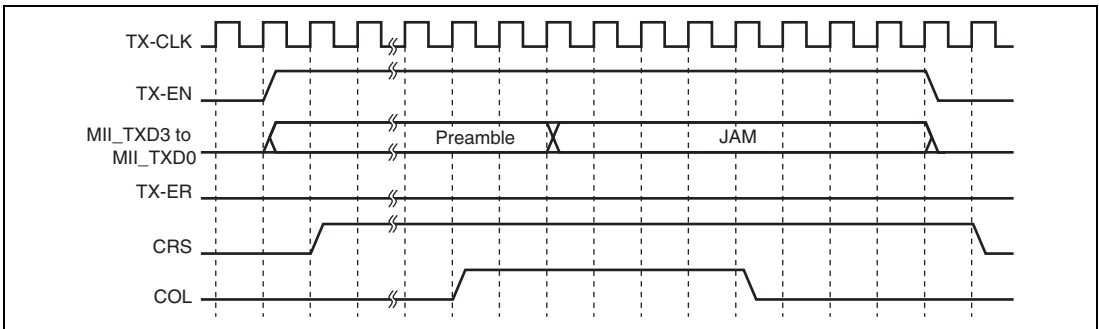 TX-CLK
TX-EN
MII_TXD3 to
MII_TXD0
Preamble
JAM
TX-ER
CRS
COL